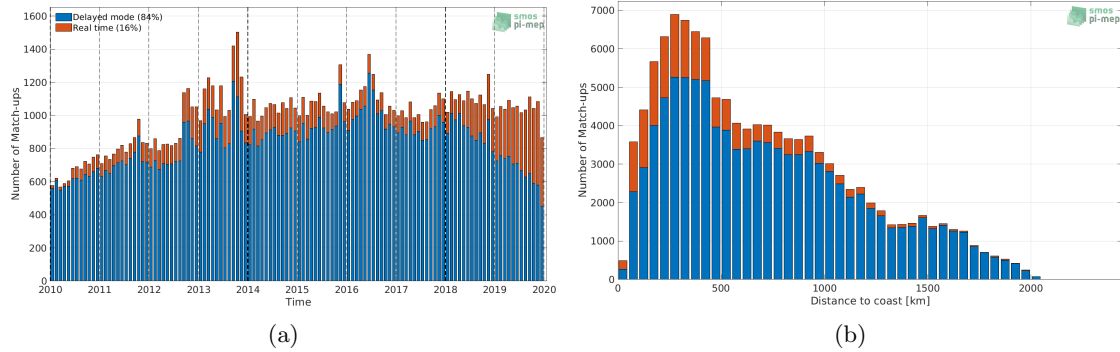 Delayed mode (84%)
Real time (16%)
smos
pi-mep
1600
1400
1200
1000
800
600
400
200
0
Number of Match-ups
2010 2011 2012 2013 2014 2015 2016 2017 2018 2019 2020
Time
(a)
smos
pi-mep
7000
6000
5000
4000
3000
2000
1000
0
Number of Match-ups
0 500 1000 1500 2000
Distance to coast [km]
(b)